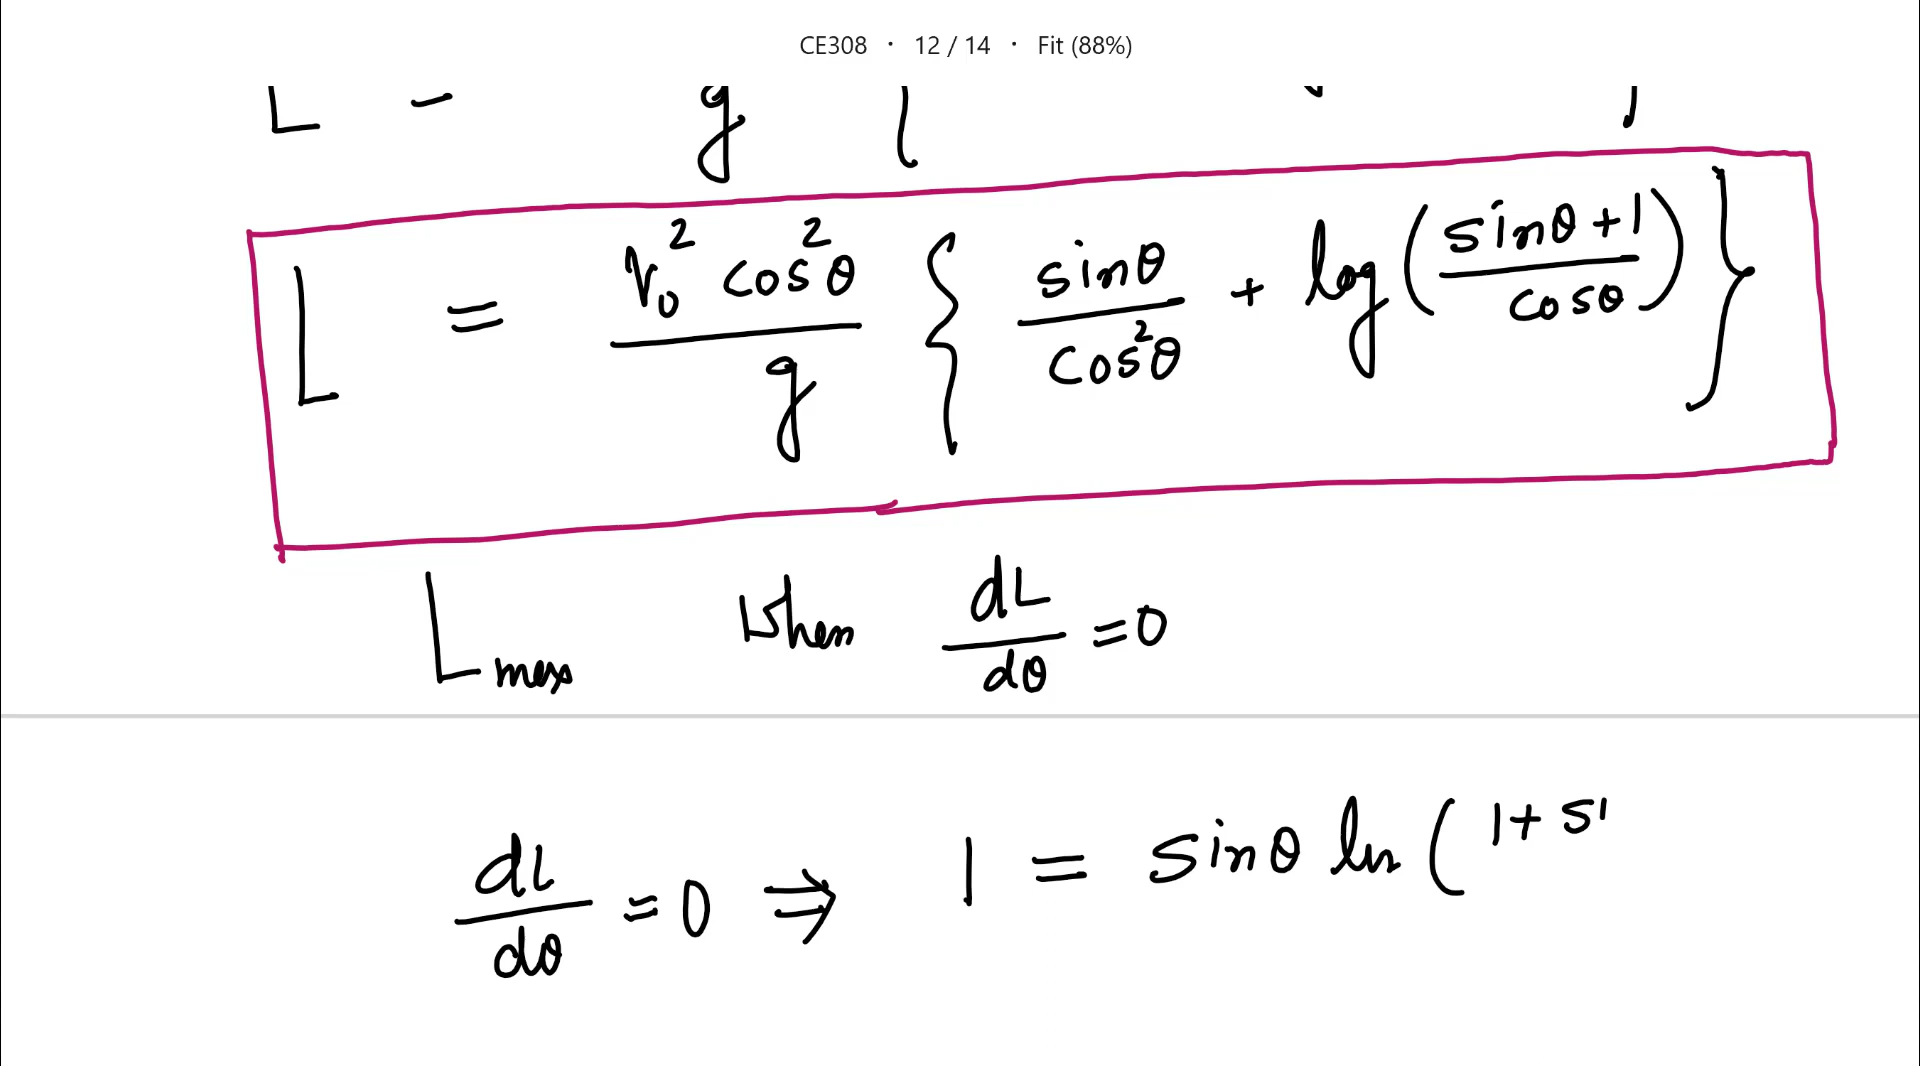 CE308 · 12 / 14 · Fit (88%)
L = g {
L = v₀² cos²θ / g { sinθ / cos²θ + log( (sinθ + 1) / cosθ ) }
L max when dL/dθ = 0
dL/dθ = 0 ⇒ 1 = sinθ ln ( 1 + s